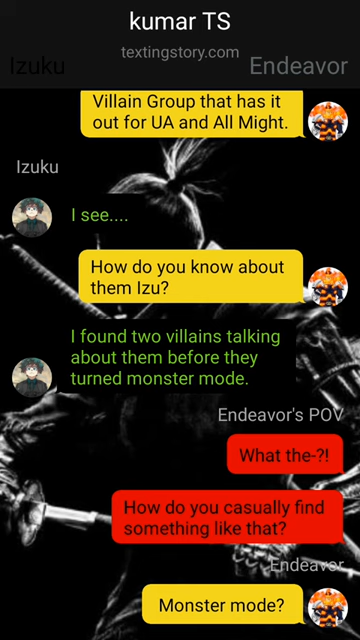 kumar TS
textingstory.com
Izuku
Endeavor
Villain Group that has it
out for UA and All Might.
Izuku
I see....
How do you know about
them Izu?
I found two villains talking
about them before they
turned monster mode.
Endeavor's POV
What the-?!
How do you casually find
something like that?
Endeavor
Monster mode?